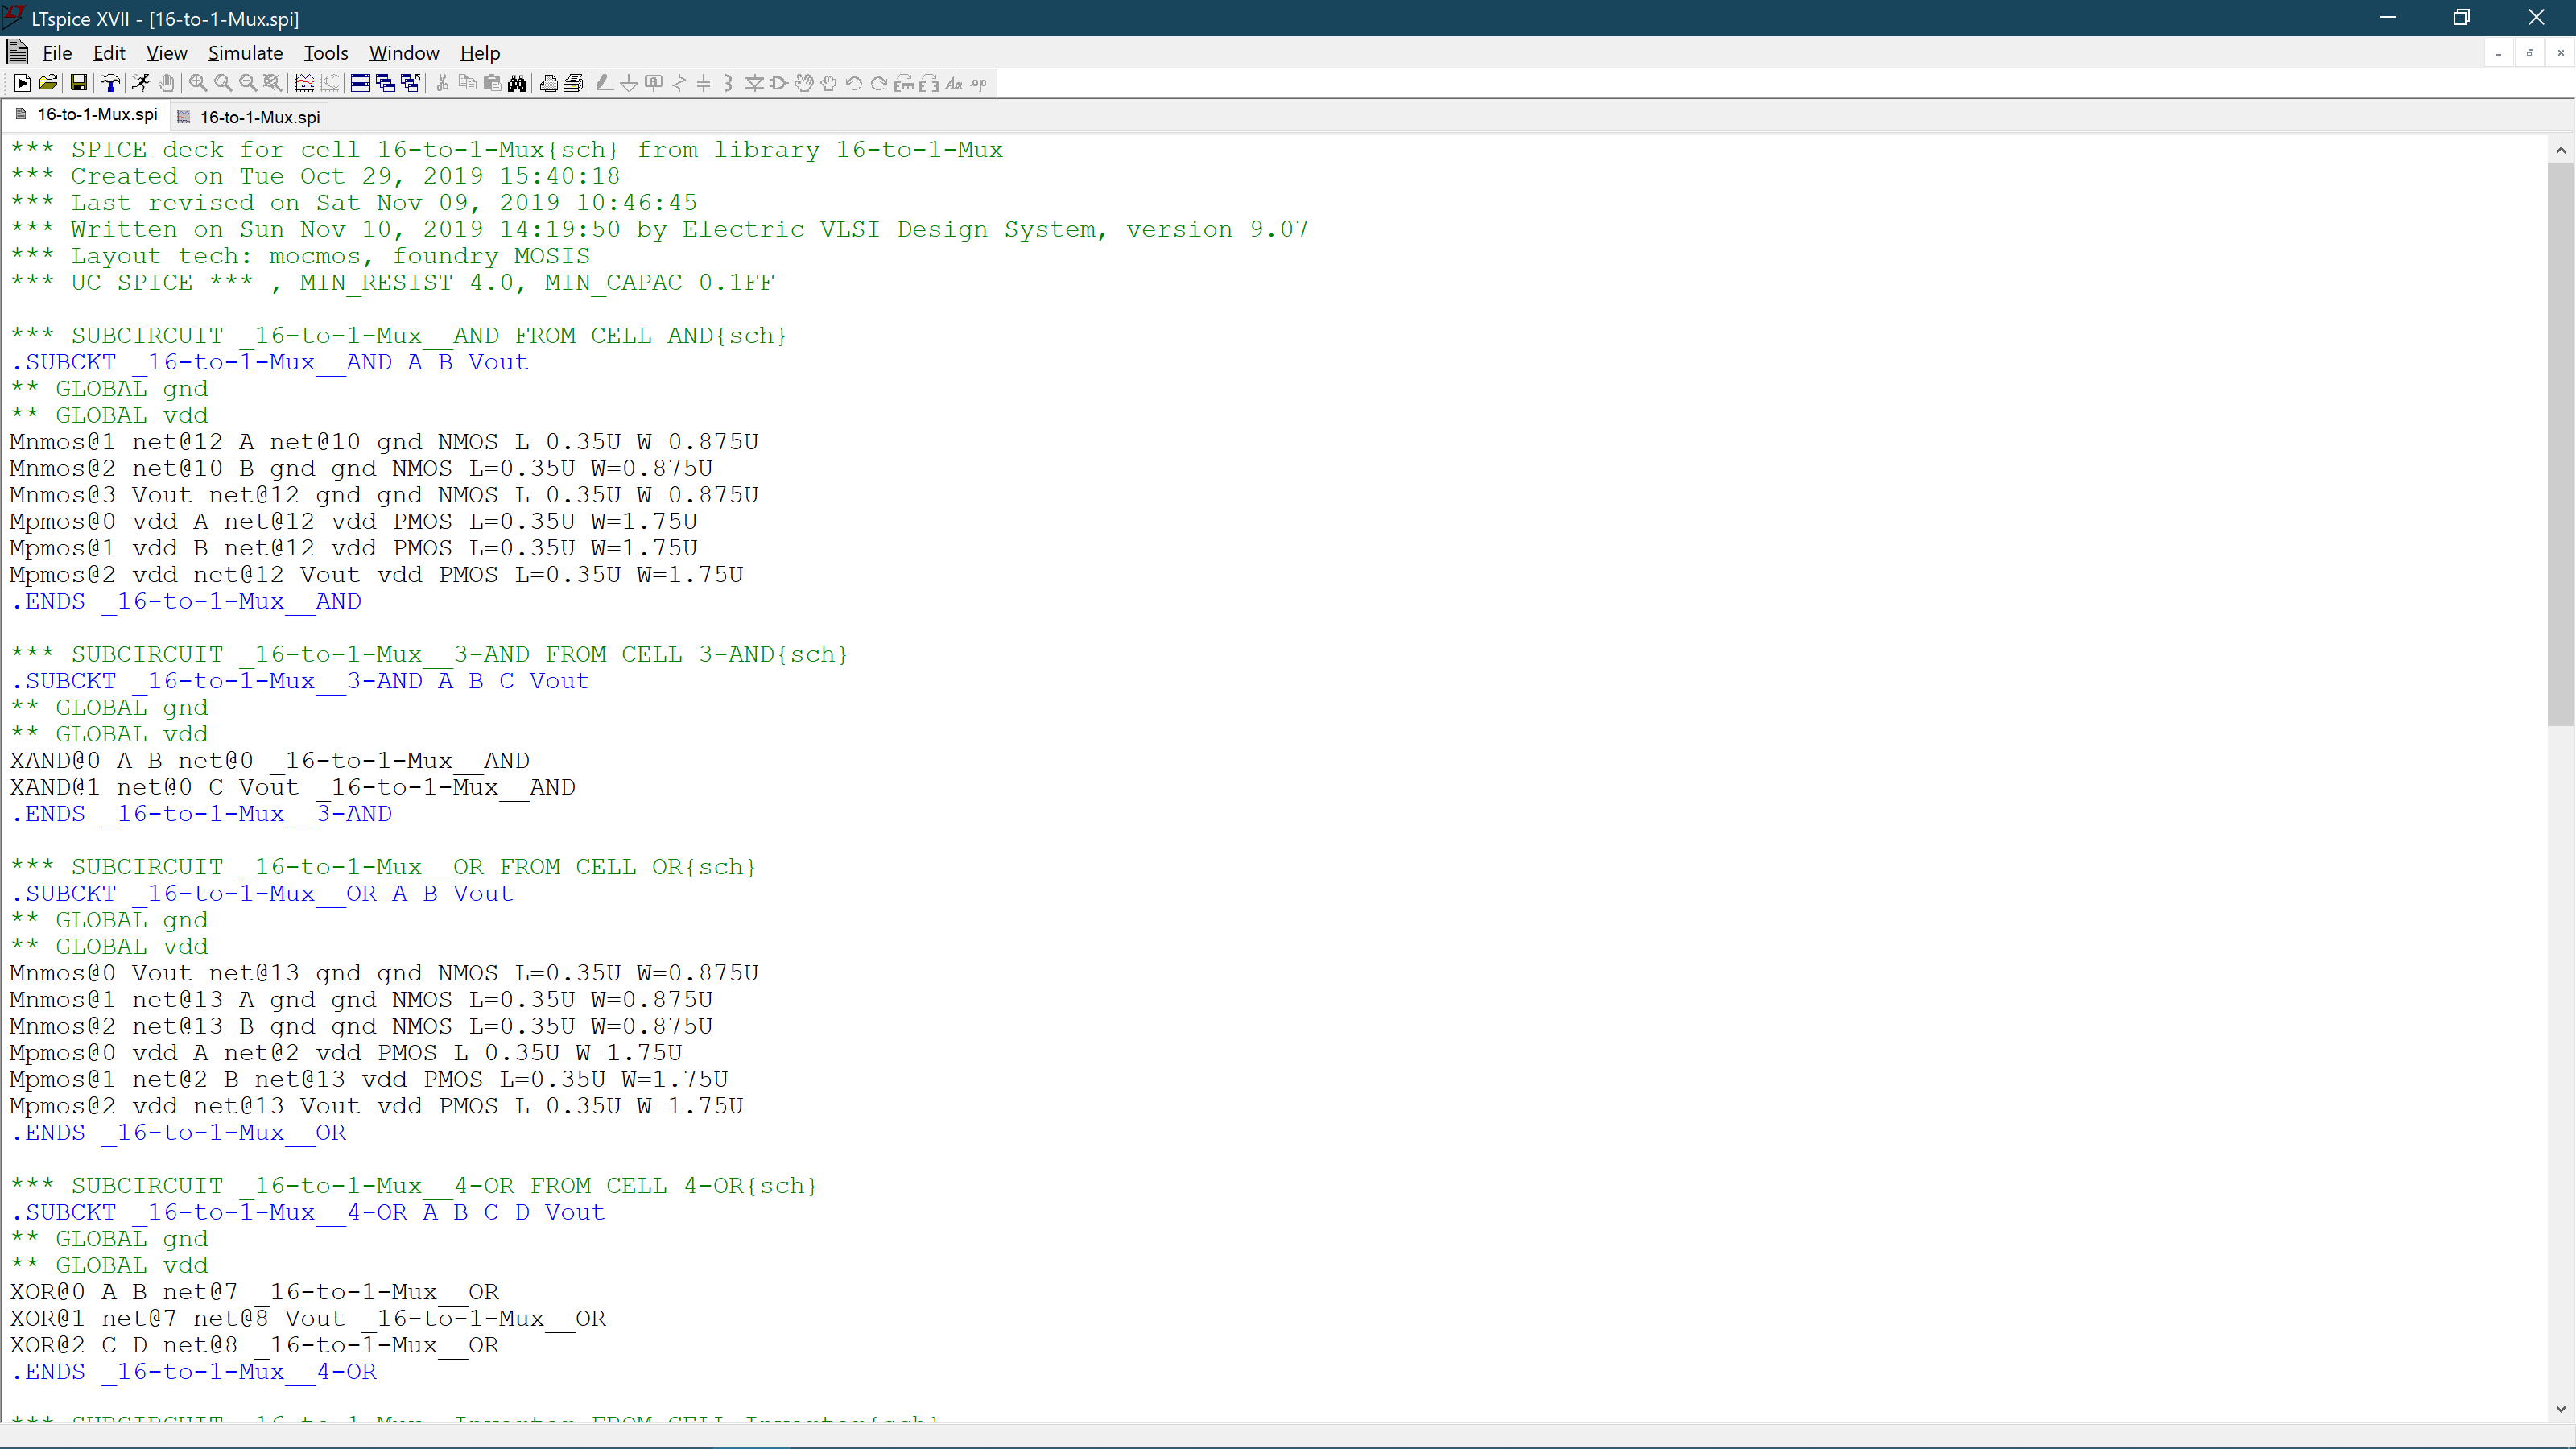 LTspice XVII - [16-to-1-Mux.spi]
File Edit View Simulate Tools Window Help
16-to-1-Mux.spi 16-to-1-Mux.spi
*** SPICE deck for cell 16-to-1-Mux{sch} from library 16-to-1-Mux
*** Created on Tue Oct 29, 2019 15:40:18
*** Last revised on Sat Nov 09, 2019 10:46:45
*** Written on Sun Nov 10, 2019 14:19:50 by Electric VLSI Design System, version 9.07
*** Layout tech: mocmos, foundry MOSIS
*** UC SPICE *** , MIN_RESIST 4.0, MIN_CAPAC 0.1FF
*** SUBCIRCUIT _16-to-1-Mux__AND FROM CELL AND{sch}
.SUBCKT _16-to-1-Mux__AND A B Vout
** GLOBAL gnd
** GLOBAL vdd
Mnmos@1 net@12 A net@10 gnd NMOS L=0.35U W=0.875U
Mnmos@2 net@10 B gnd gnd NMOS L=0.35U W=0.875U
Mnmos@3 Vout net@12 gnd gnd NMOS L=0.35U W=0.875U
Mpmos@0 vdd A net@12 vdd PMOS L=0.35U W=1.75U
Mpmos@1 vdd B net@12 vdd PMOS L=0.35U W=1.75U
Mpmos@2 vdd net@12 Vout vdd PMOS L=0.35U W=1.75U
.ENDS _16-to-1-Mux__AND
*** SUBCIRCUIT _16-to-1-Mux__3-AND FROM CELL 3-AND{sch}
.SUBCKT _16-to-1-Mux__3-AND A B C Vout
** GLOBAL gnd
** GLOBAL vdd
XAND@0 A B net@0 _16-to-1-Mux__AND
XAND@1 net@0 C Vout _16-to-1-Mux__AND
.ENDS _16-to-1-Mux__3-AND
*** SUBCIRCUIT _16-to-1-Mux__OR FROM CELL OR{sch}
.SUBCKT _16-to-1-Mux__OR A B Vout
** GLOBAL gnd
** GLOBAL vdd
Mnmos@0 Vout net@13 gnd gnd NMOS L=0.35U W=0.875U
Mnmos@1 net@13 A gnd gnd NMOS L=0.35U W=0.875U
Mnmos@2 net@13 B gnd gnd NMOS L=0.35U W=0.875U
Mpmos@0 vdd A net@2 vdd PMOS L=0.35U W=1.75U
Mpmos@1 net@2 B net@13 vdd PMOS L=0.35U W=1.75U
Mpmos@2 vdd net@13 Vout vdd PMOS L=0.35U W=1.75U
.ENDS _16-to-1-Mux__OR
*** SUBCIRCUIT _16-to-1-Mux__4-OR FROM CELL 4-OR{sch}
.SUBCKT _16-to-1-Mux__4-OR A B C D Vout
** GLOBAL gnd
** GLOBAL vdd
XOR@0 A B net@7 _16-to-1-Mux__OR
XOR@1 net@7 net@8 Vout _16-to-1-Mux__OR
XOR@2 C D net@8 _16-to-1-Mux__OR
.ENDS _16-to-1-Mux__4-OR
*** SUBCIRCUIT _16-to-1-Mux__Inverter FROM CELL Inverter{sch}